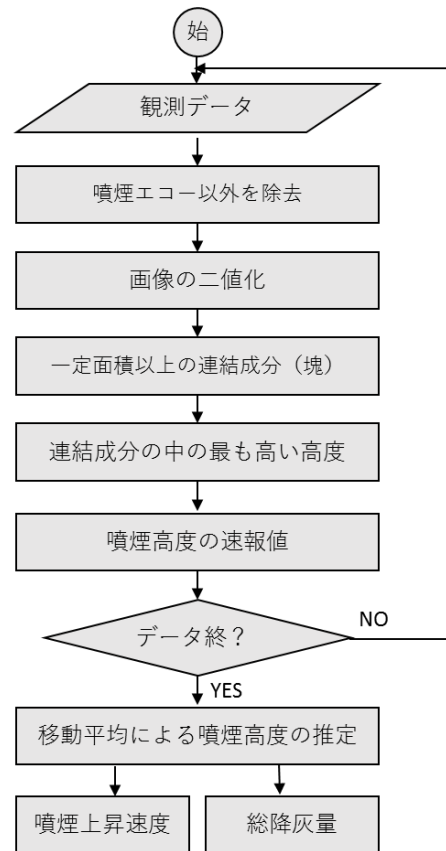 始
観測データ
噴煙エコー以外を除去
画像の二値化
一定面積以上の連結成分（塊）
連結成分の中の最も高い高度
噴煙高度の速報値
データ終？
NO
YES
移動平均による噴煙高度の推定
噴煙上昇速度
総降灰量